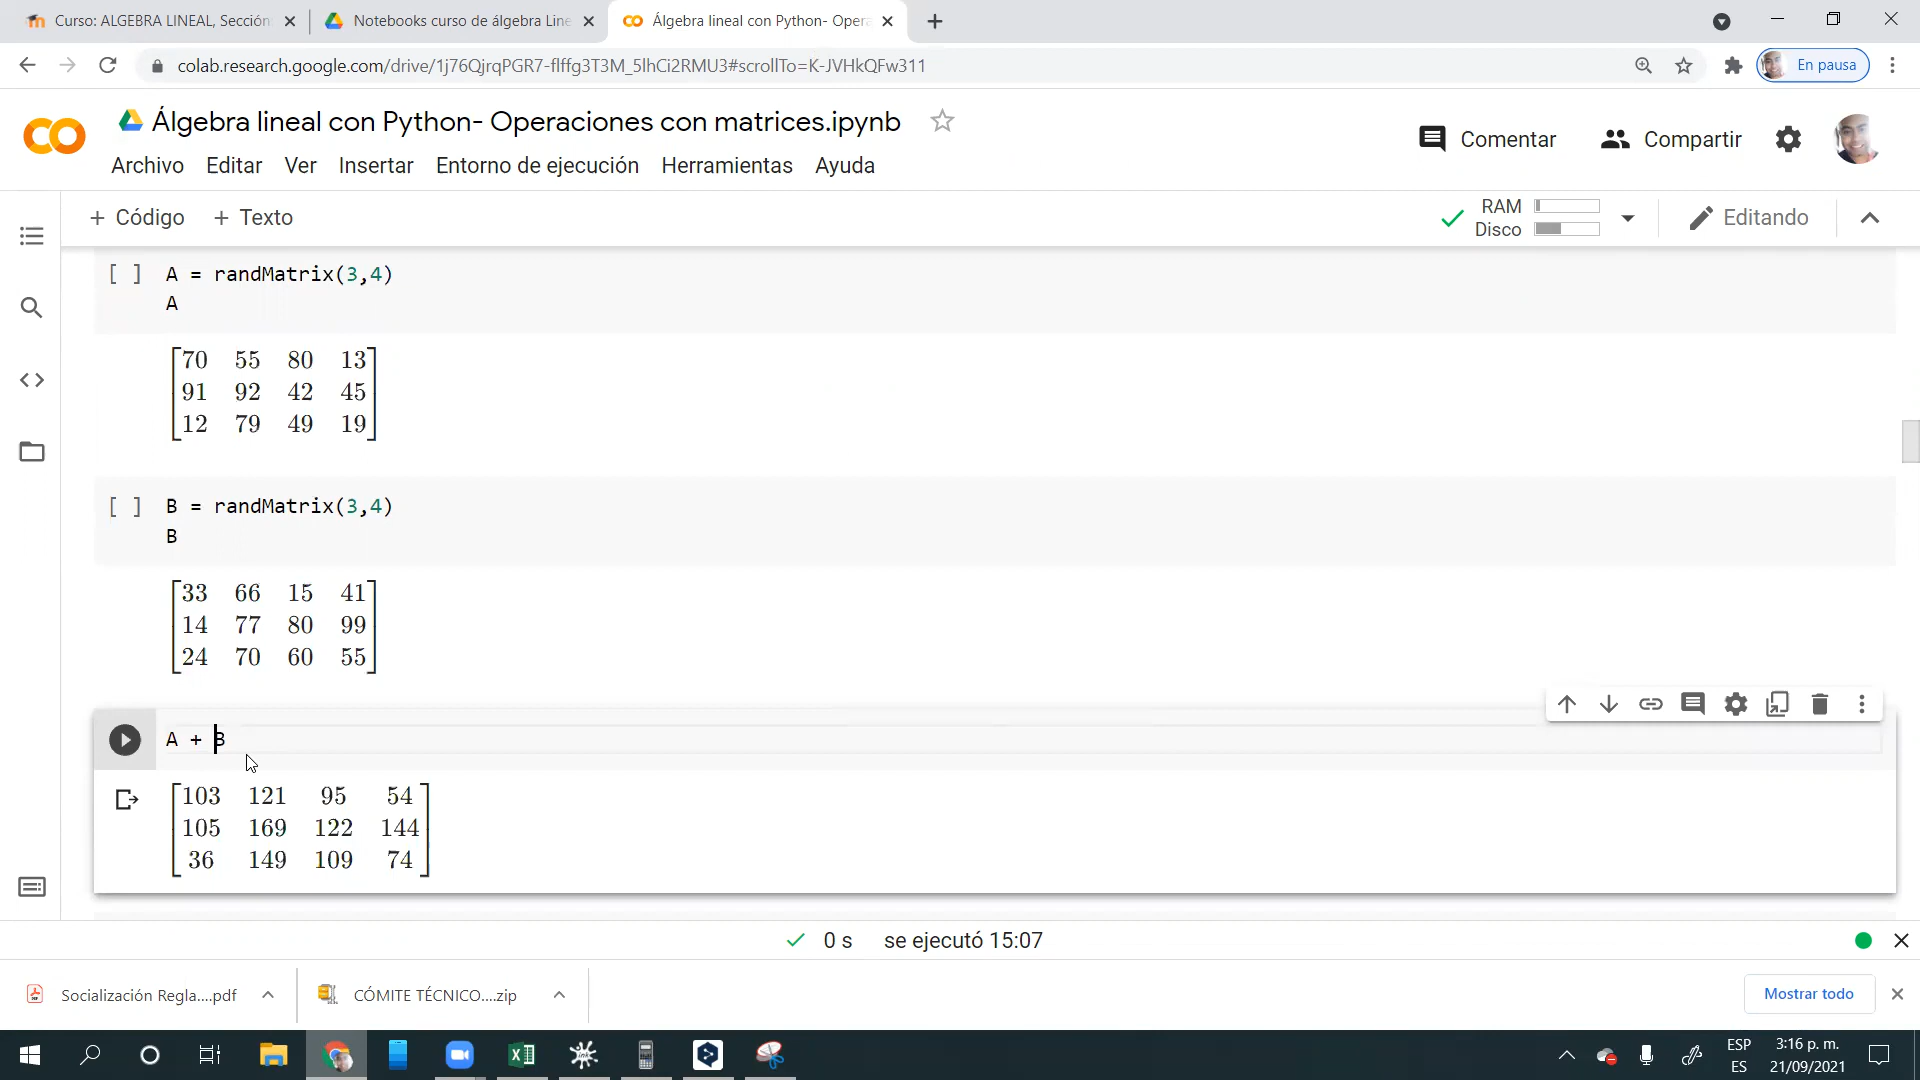 Curso: ALGEBRA LINEAL, Sección
Notebooks curso de álgebra Line
Álgebra lineal con Python- Opera
colab.research.google.com/drive/1j76QjrqPGR7-flffg3T3M_5lhCi2RMU3#scrollTo=K-JVHkQFw311
En pausa
Álgebra lineal con Python- Operaciones con matrices.ipynb
Comentar
Compartir
Archivo Editar Ver Insertar Entorno de ejecución Herramientas Ayuda
+ Código + Texto
RAM
Disco
Editando
[ ] A = randMatrix(3,4)
A
70 55 80 13
91 92 42 45
12 79 49 19
[ ] B = randMatrix(3,4)
B
33 66 15 41
14 77 80 99
24 70 60 55
A + B
103 121 95 54
105 169 122 144
36 149 109 74
0 s se ejecutó 15:07
Socialización Regla....pdf
CÓMITE TÉCNICO....zip
Mostrar todo
ESP
ES
3:16 p. m.
21/09/2021